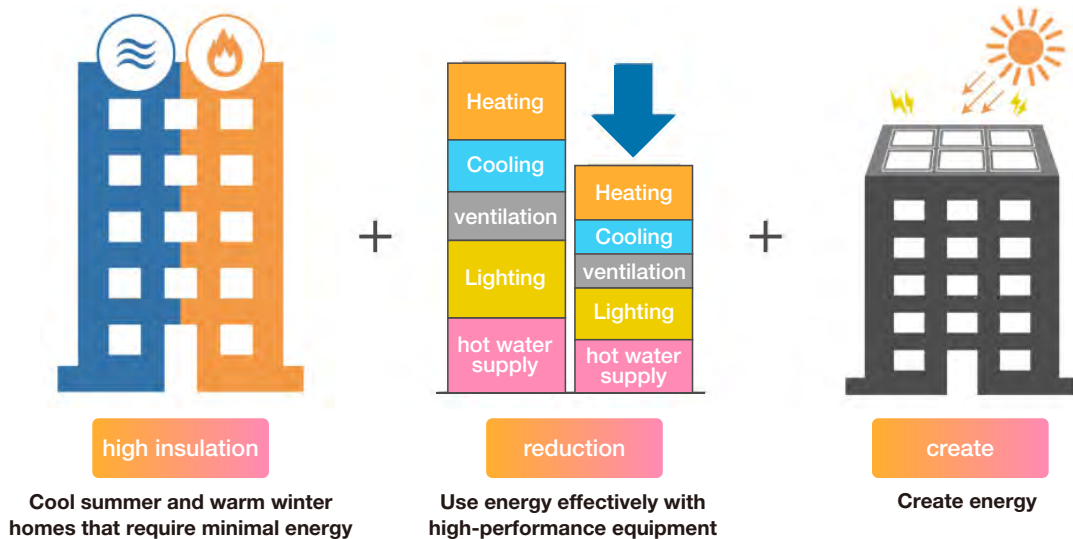 Heating
Cooling
ventilation
Lighting
hot water
supply
Heating
Cooling
ventilation
Lighting
hot water
supply
+
+
high insulation
Cool summer and warm winter
homes that require minimal energy
reduction
Use energy effectively with
high-performance equipment
create
Create energy